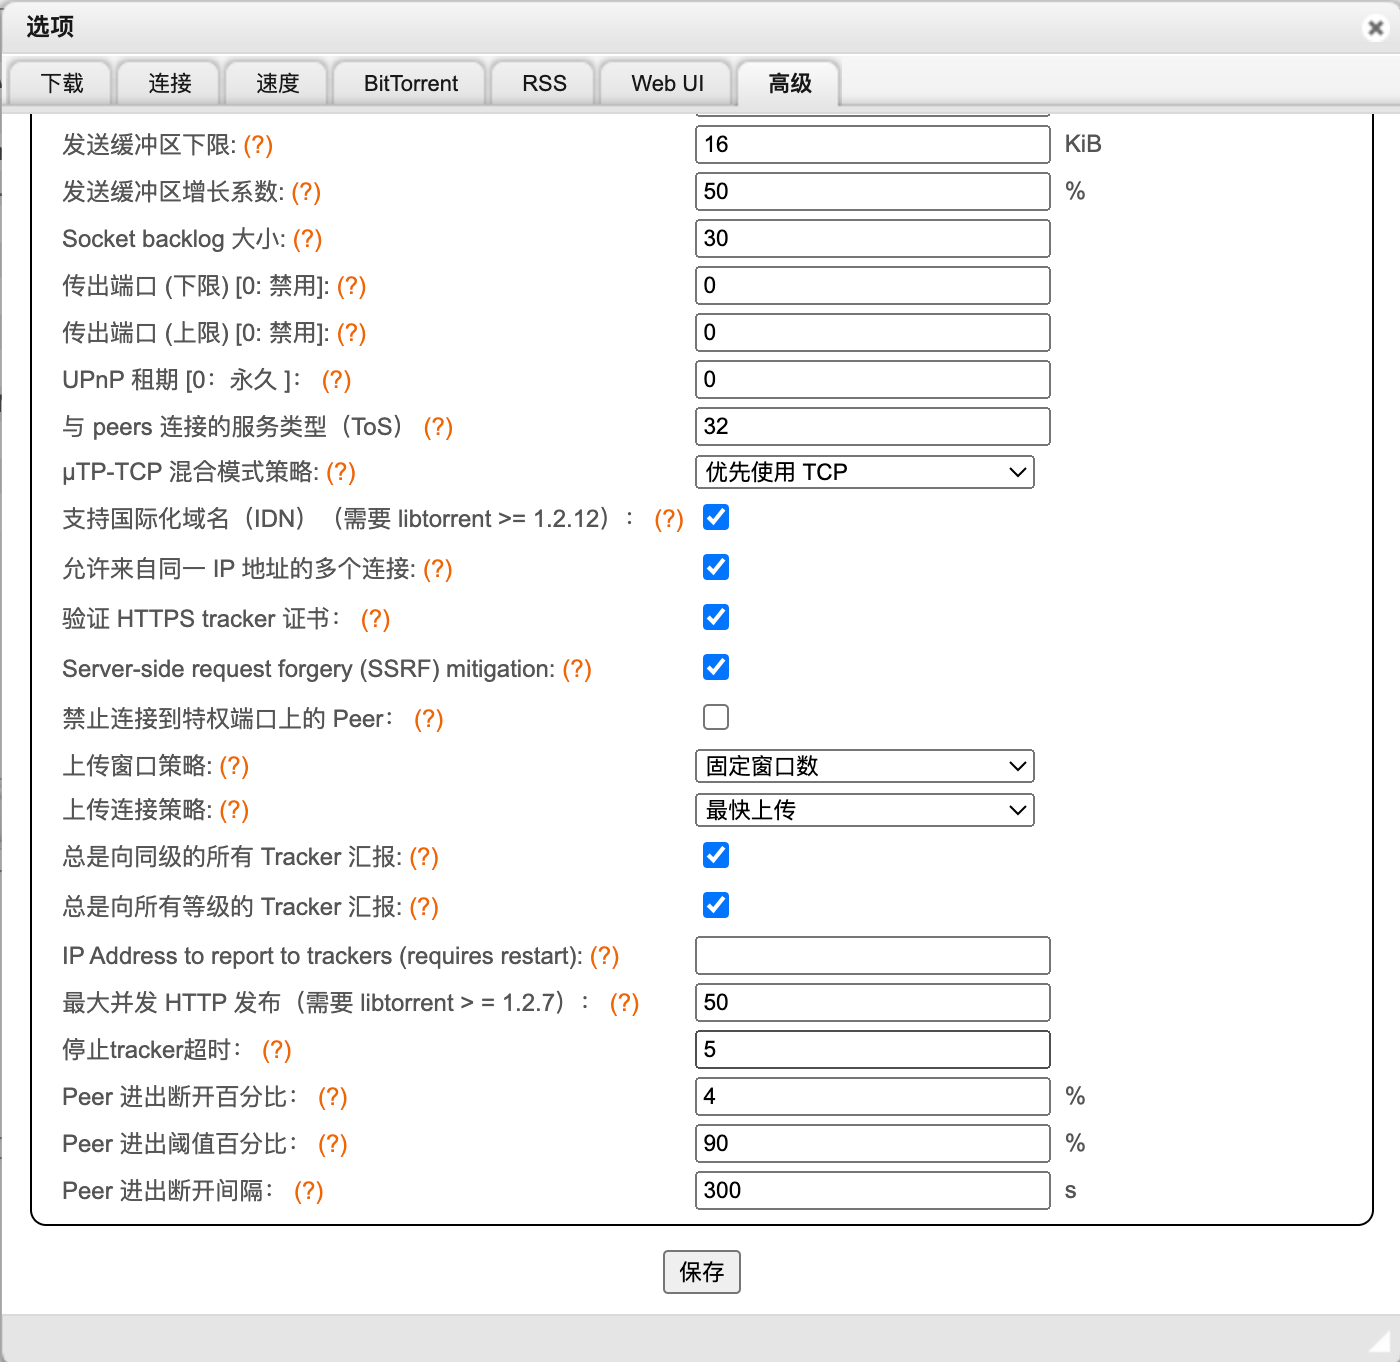 选项
下载 连接 速度 BitTorrent RSS Web UI 高级
发送缓冲区下限: (?) 16 KiB
发送缓冲区增长系数: (?) 50 %
Socket backlog 大小: (?) 30
传出端口 (下限) [0: 禁用]: (?) 0
传出端口 (上限) [0: 禁用]: (?) 0
UPnP 租期 [0：永久 ]： (?) 0
与 peers 连接的服务类型（ToS） (?) 32
μTP-TCP 混合模式策略: (?) 优先使用 TCP
支持国际化域名（IDN）（需要 libtorrent >= 1.2.12）： (?)
允许来自同一 IP 地址的多个连接: (?)
验证 HTTPS tracker 证书： (?)
Server-side request forgery (SSRF) mitigation: (?)
禁止连接到特权端口上的 Peer： (?)
上传窗口策略: (?) 固定窗口数
上传连接策略: (?) 最快上传
总是向同级的所有 Tracker 汇报: (?)
总是向所有等级的 Tracker 汇报: (?)
IP Address to report to trackers (requires restart): (?)
最大并发 HTTP 发布（需要 libtorrent > = 1.2.7）： (?) 50
停止tracker超时： (?) 5
Peer 进出断开百分比： (?) 4 %
Peer 进出阈值百分比： (?) 90 %
Peer 进出断开间隔： (?) 300 s
保存